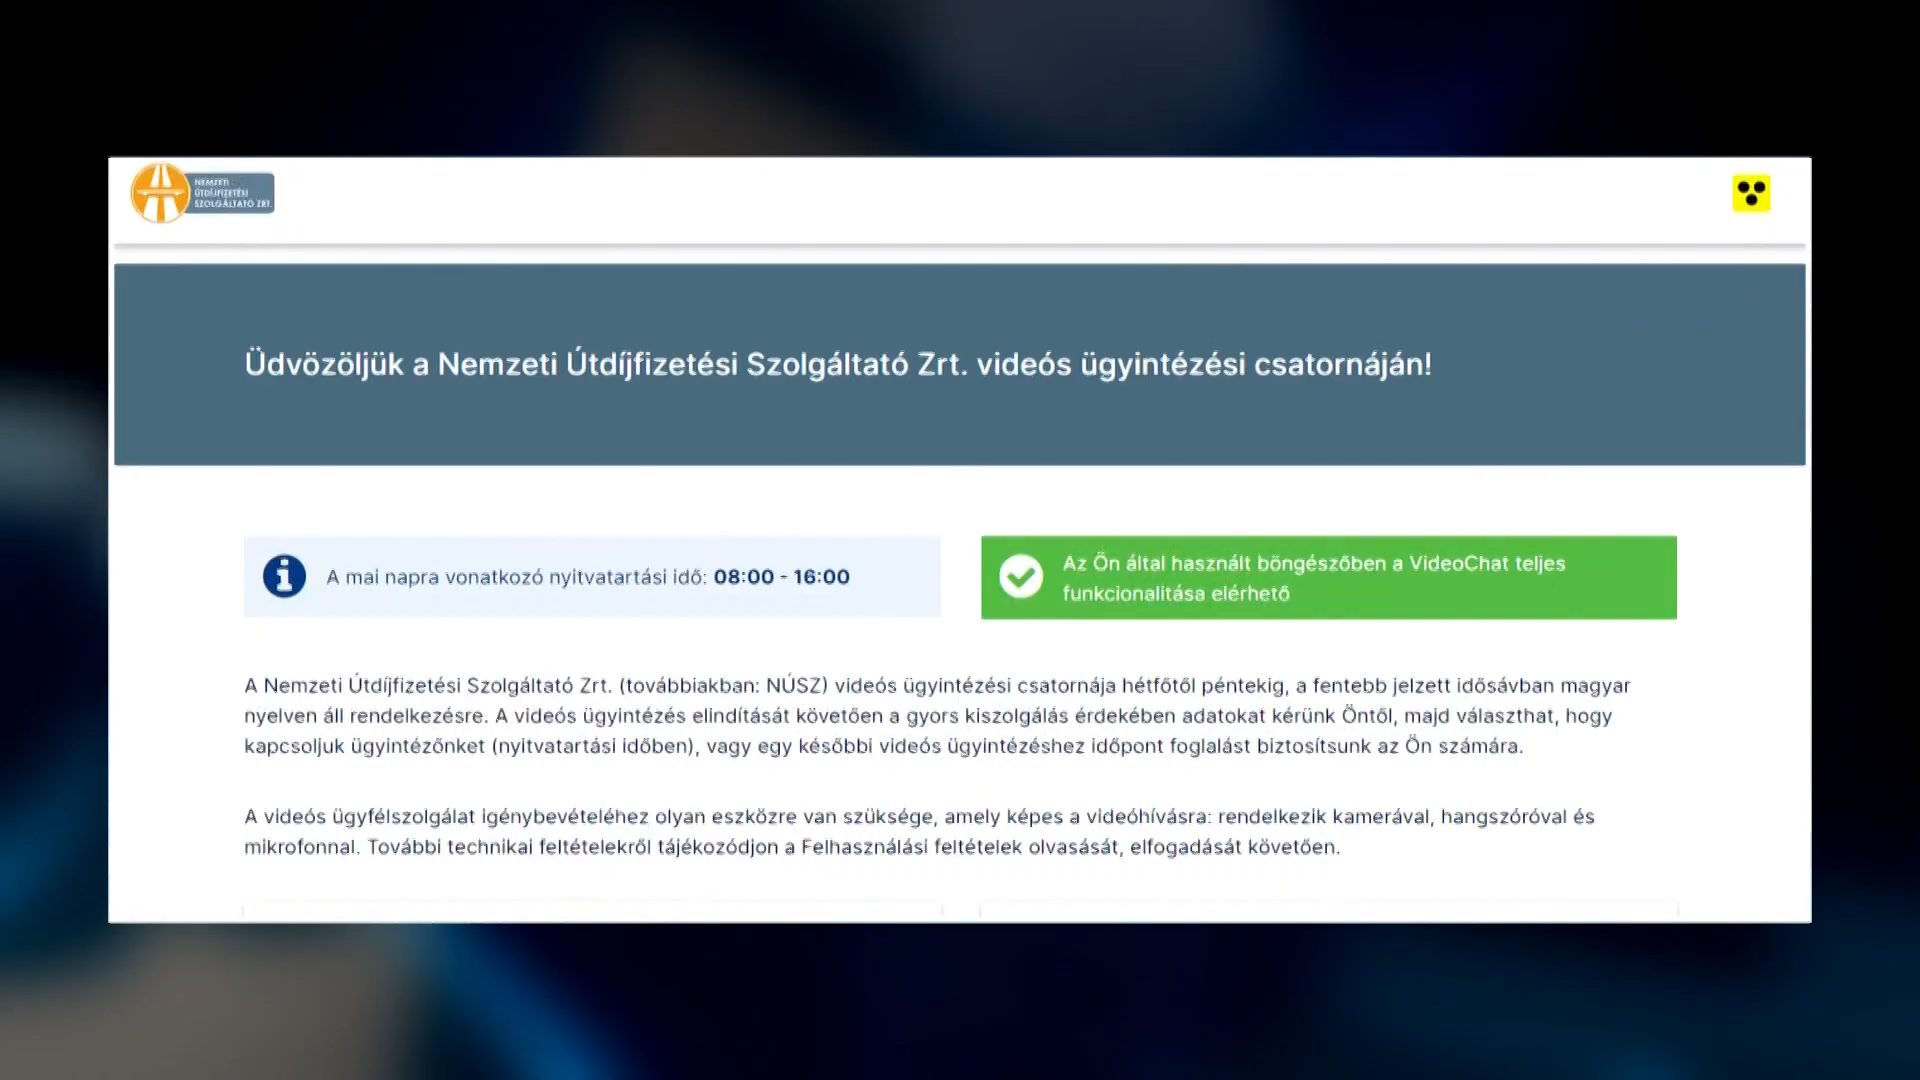 NEMZETI
ÚTDÍJFIZETÉSI
SZOLGÁLTATÓ ZRT.
Üdvözöljük a Nemzeti Útdíjfizetési Szolgáltató Zrt. videós ügyintézési csatornáján!
A mai napra vonatkozó nyitvatartási idő: 08:00 - 16:00
Az Ön által használt böngészőben a VideoChat teljes
funkcionalitása elérhető
A Nemzeti Útdíjfizetési Szolgáltató Zrt. (továbbiakban: NÚSZ) videós ügyintézési csatornája hétfőtől péntekig, a fentebb jelzett idősávban magyar
nyelven áll rendelkezésre. A videós ügyintézés elindítását követően a gyors kiszolgálás érdekében adatokat kérünk Öntől, majd választhat, hogy
kapcsoljuk ügyintézőnket (nyitvatartási időben), vagy egy későbbi videós ügyintézéshez időpont foglalást biztosítsunk az Ön számára.
A videós ügyfélszolgálat igénybevételéhez olyan eszközre van szüksége, amely képes a videóhívásra: rendelkezik kamerával, hangszóróval és
mikrofonnal. További technikai feltételekről tájékozódjon a Felhasználási feltételek olvasását, elfogadását követően.